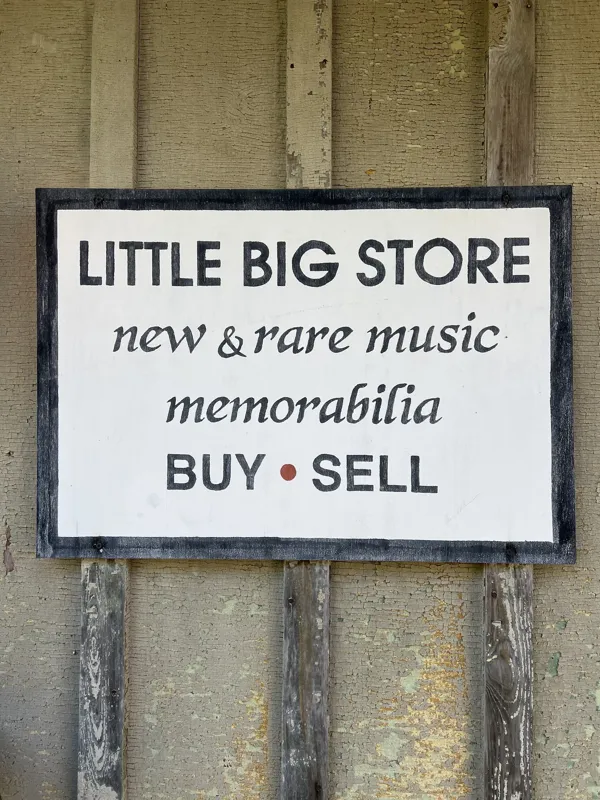 LITTLE BIG STORE
new & rare music
memorabilia
BUY • SELL